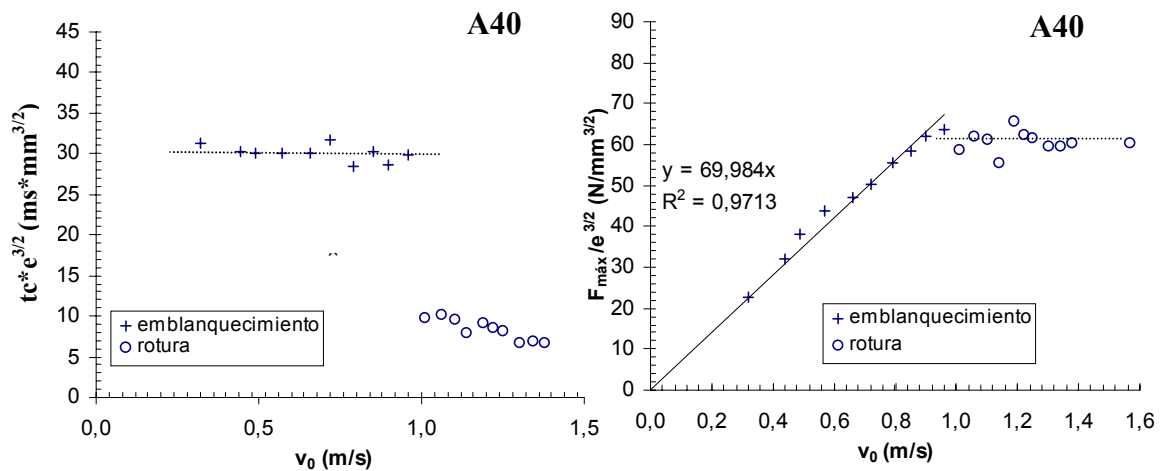 A40
45
40
35
30
25
20
15
10
5
0
tc*e^3/2 (ms*mm^3/2)
+ emblanquecimiento
o rotura
0,0 0,5 1,0 1,5
v₀ (m/s)
A40
90
80
70
60
50
40
30
20
10
0
F_máx/e^3/2 (N/mm^3/2)
y = 69,984x
R² = 0,9713
+ emblanquecimiento
o rotura
0,0 0,2 0,4 0,6 0,8 1,0 1,2 1,4 1,6
v₀ (m/s)